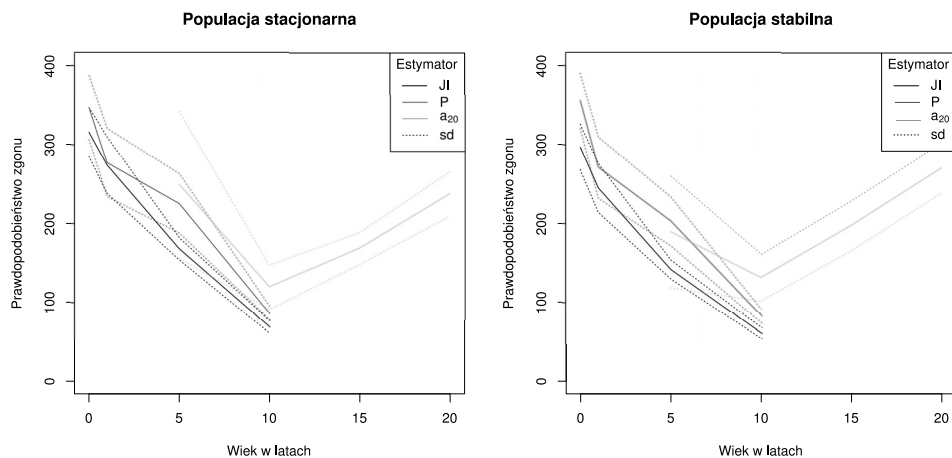 Populacja stacjonarna
Prawdopodobieństwo zgonu
400
300
200
100
0
Estymator
JI
P
a20
sd
0
5
10
15
20
Wiek w latach
Populacja stabilna
Prawdopodobieństwo zgonu
400
300
200
100
0
Estymator
JI
P
a20
sd
0
5
10
15
20
Wiek w latach